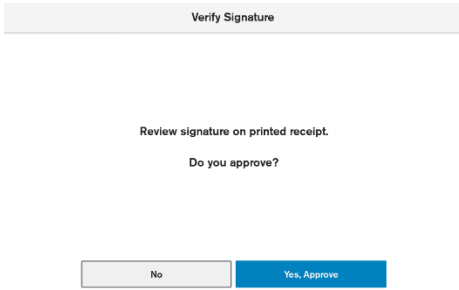 Verify Signature
Review signature on printed receipt.
Do you approve?
No
Yes, Approve